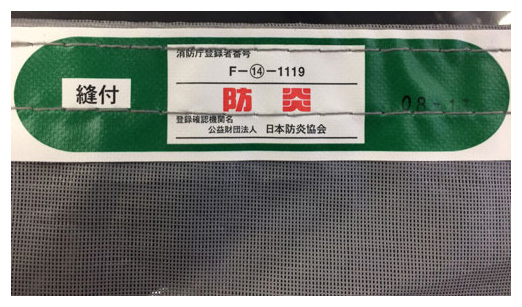 消防庁登録者番号
F-⑭-1119
縫付
防炎
登録確認機関名
公益財団法人 日本防炎協会